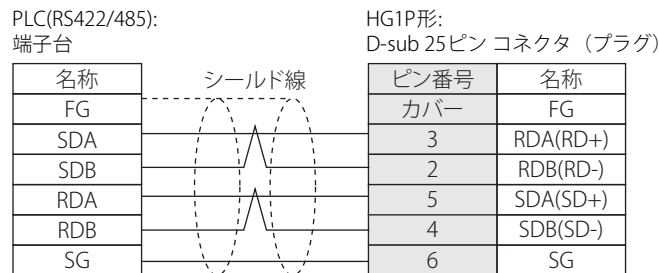 PLC(RS422/485):
端子台
HG1P形:
D-sub 25ピン コネクタ（プラグ）
名称 シールド線 ピン番号 名称
FG カバー FG
SDA 3 RDA(RD+)
SDB 2 RDB(RD-)
RDA 5 SDA(SD+)
RDB 4 SDB(SD-)
SG 6 SG